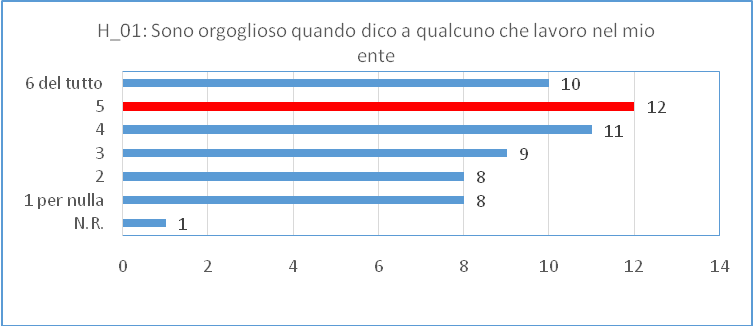 H_01: Sono orgoglioso quando dico a qualcuno che lavoro nel mio
ente
6 del tutto 10
5 12
4 11
3 9
2 8
1 per nulla 8
N.R. 1
0 2 4 6 8 10 12 14